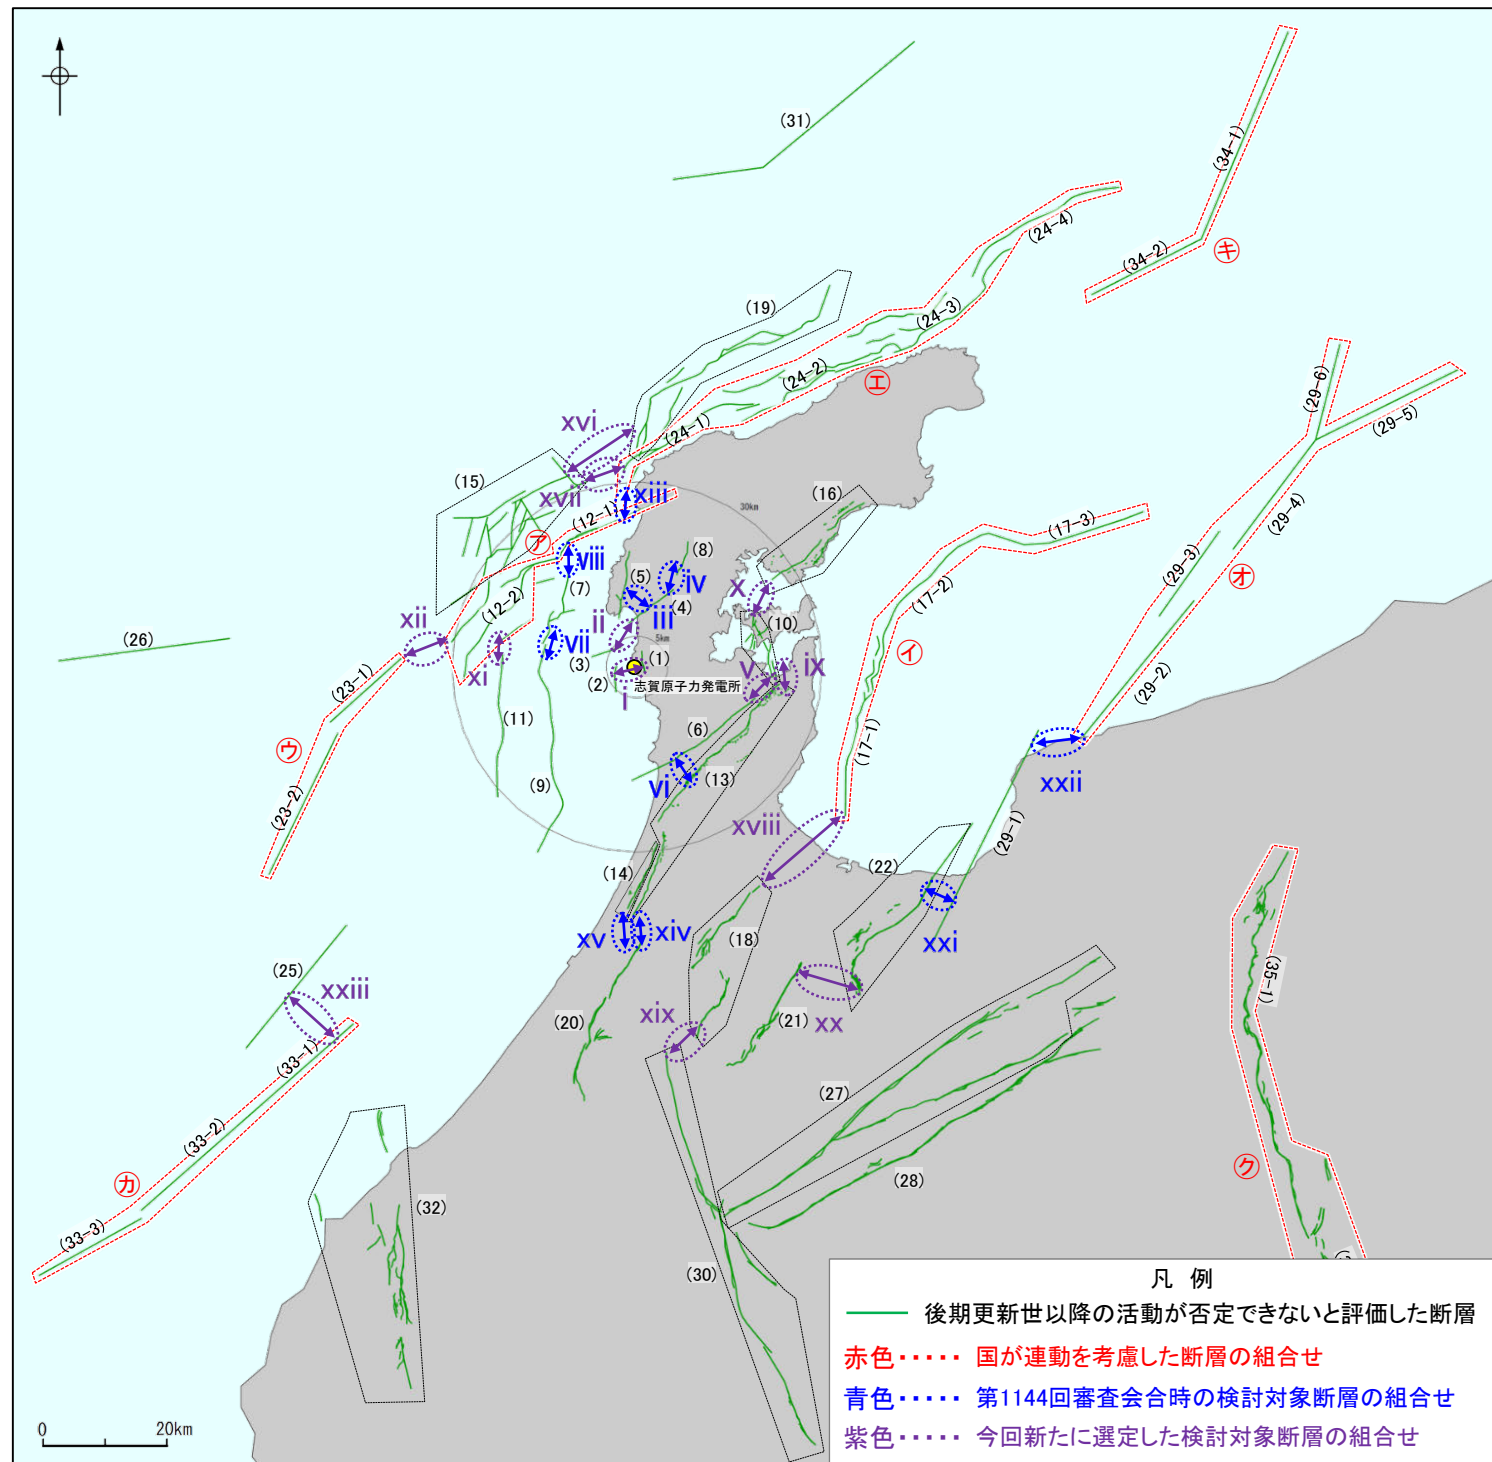 (31)
(34-1)
(24-4)
(34-2)
㋖
(19)
(24-3)
(24-2)
㋓
(29-6)
(29-5)
xvi
(24-1)
(15)
xvii
xiii
(16)
30km
(12-1)
㋐
(17-3)
(29-4)
(29-3)
viii
(8)
(7)
(5)
iv
㋔
x
(17-2)
(4)
iii
(12-2)
ii
(10)
xii
(26)
vii
5km
㋑
xi
(3)
(1)
v
ix
(2)
志賀原子力発電所
i
(29-2)
(23-1)
(11)
(6)
(17-1)
㋒
vi
(13)
xxii
(9)
(23-2)
xviii
(29-1)
(22)
(14)
xv
xiv
(18)
xxi
(25)
xxiii
(35-1)
xix
xx
(20)
(21)
(33-1)
(27)
(33-2)
㋗
㋕
(28)
(32)
(33-3)
(30)
凡 例
後期更新世以降の活動が否定できないと評価した断層
赤色・・・・・ 国が連動を考慮した断層の組合せ
青色・・・・・ 第1144回審査会合時の検討対象断層の組合せ
紫色・・・・・ 今回新たに選定した検討対象断層の組合せ
0 20km